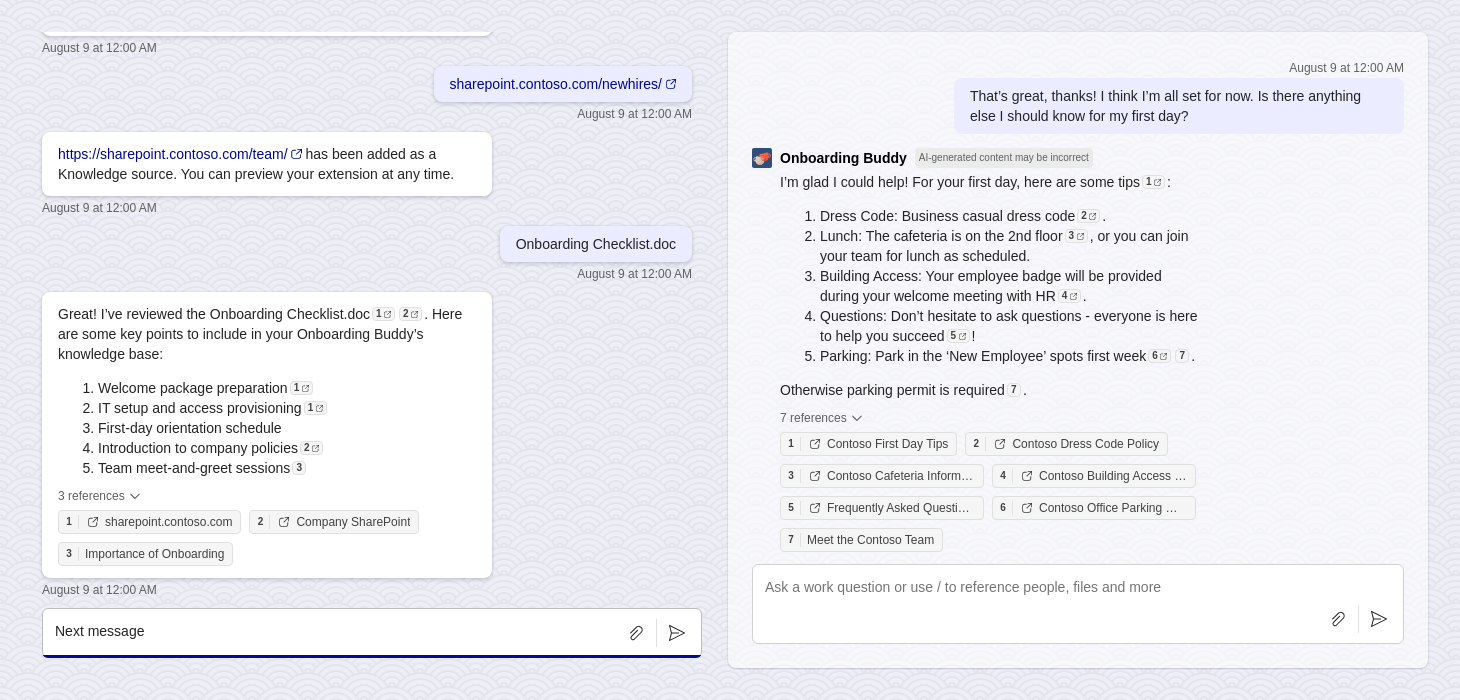 August 9 at 12:00 AM
sharepoint.contoso.com/newhires/
August 9 at 12:00 AM
https://sharepoint.contoso.com/team/ has been added as a
Knowledge source. You can preview your extension at any time.
August 9 at 12:00 AM
Onboarding Checklist.doc
August 9 at 12:00 AM
Great! I’ve reviewed the Onboarding Checklist.doc 1 2 . Here
are some key points to include in your Onboarding Buddy’s
knowledge base:
1. Welcome package preparation 1
2. IT setup and access provisioning 1
3. First-day orientation schedule
4. Introduction to company policies 2
5. Team meet-and-greet sessions 3
3 references
1 sharepoint.contoso.com
2 Company SharePoint
3 Importance of Onboarding
August 9 at 12:00 AM
Next message
August 9 at 12:00 AM
That’s great, thanks! I think I’m all set for now. Is there anything
else I should know for my first day?
Onboarding Buddy AI-generated content may be incorrect
I’m glad I could help! For your first day, here are some tips 1 :
1. Dress Code: Business casual dress code 2 .
2. Lunch: The cafeteria is on the 2nd floor 3 , or you can join
your team for lunch as scheduled.
3. Building Access: Your employee badge will be provided
during your welcome meeting with HR 4 .
4. Questions: Don’t hesitate to ask questions - everyone is here
to help you succeed 5 !
5. Parking: Park in the ‘New Employee’ spots first week 6 7 .
Otherwise parking permit is required 7 .
7 references
1 Contoso First Day Tips
2 Contoso Dress Code Policy
3 Contoso Cafeteria Inform…
4 Contoso Building Access …
5 Frequently Asked Questi…
6 Contoso Office Parking …
7 Meet the Contoso Team
Ask a work question or use / to reference people, files and more